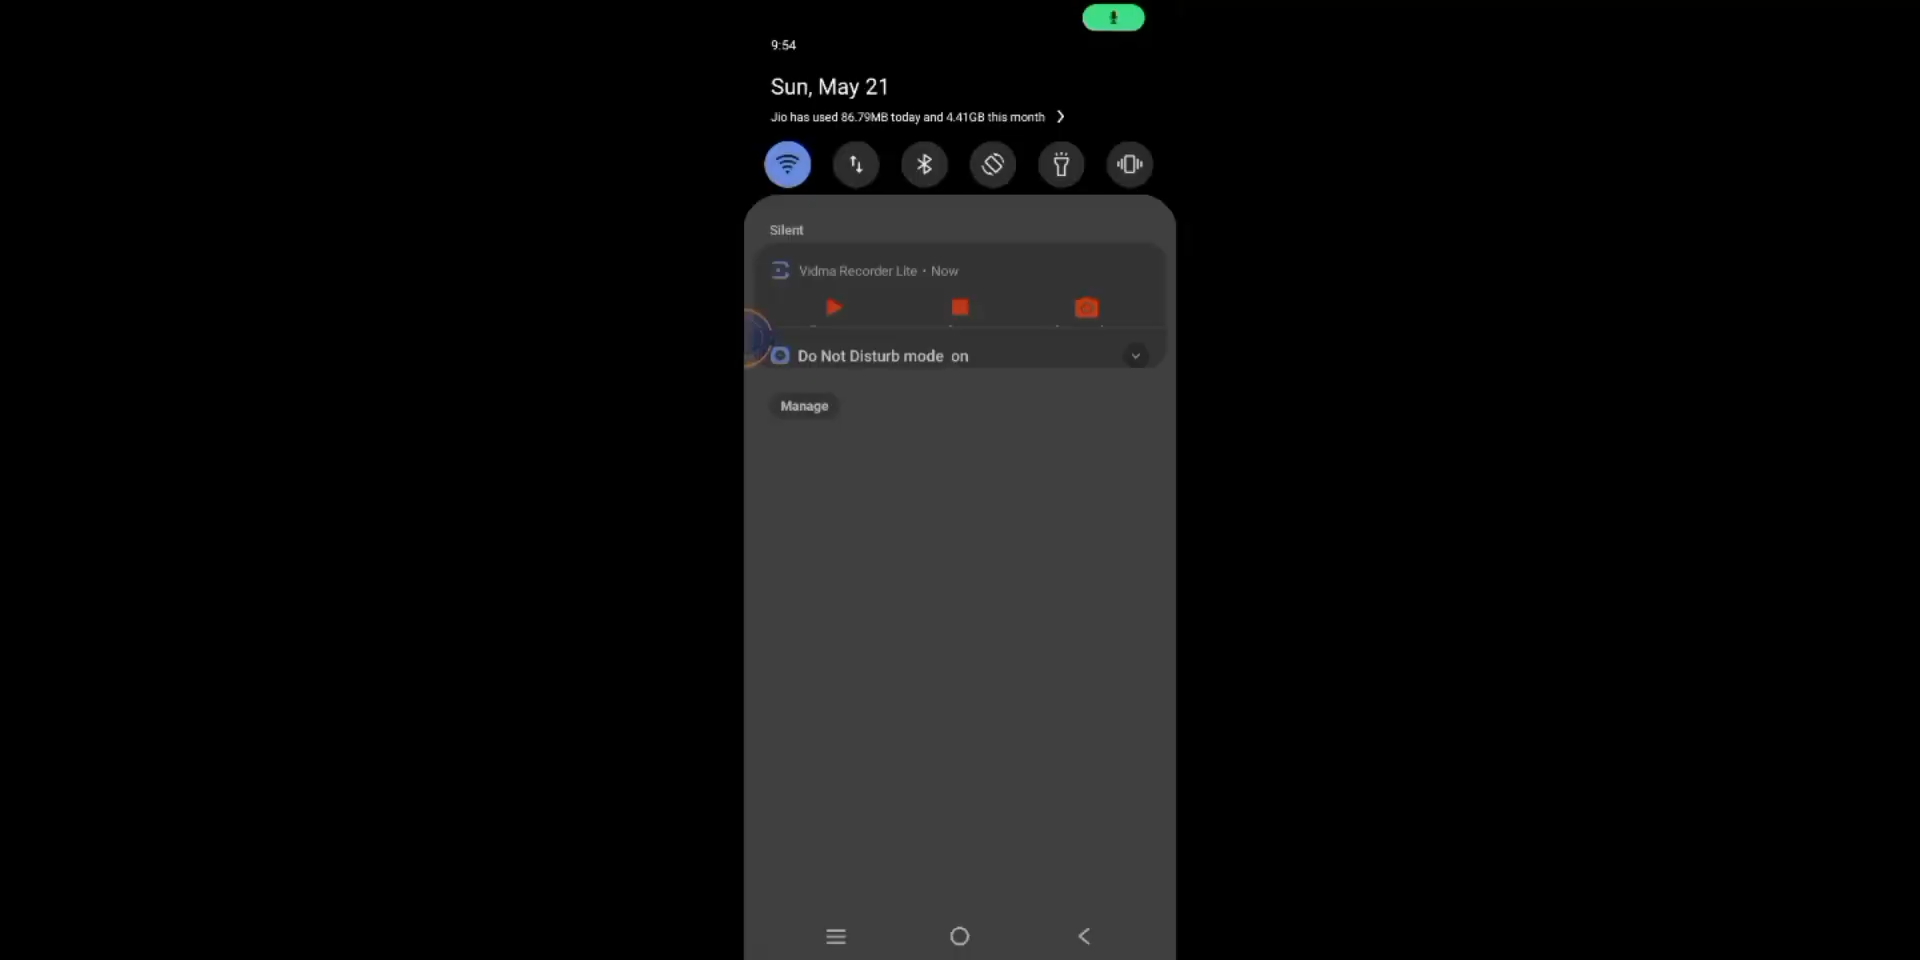 9:54
Sun, May 21
Jio has used 86.79MB today and 4.41GB this month
Silent
Vidma Recorder Lite • Now
Do Not Disturb mode on
Manage